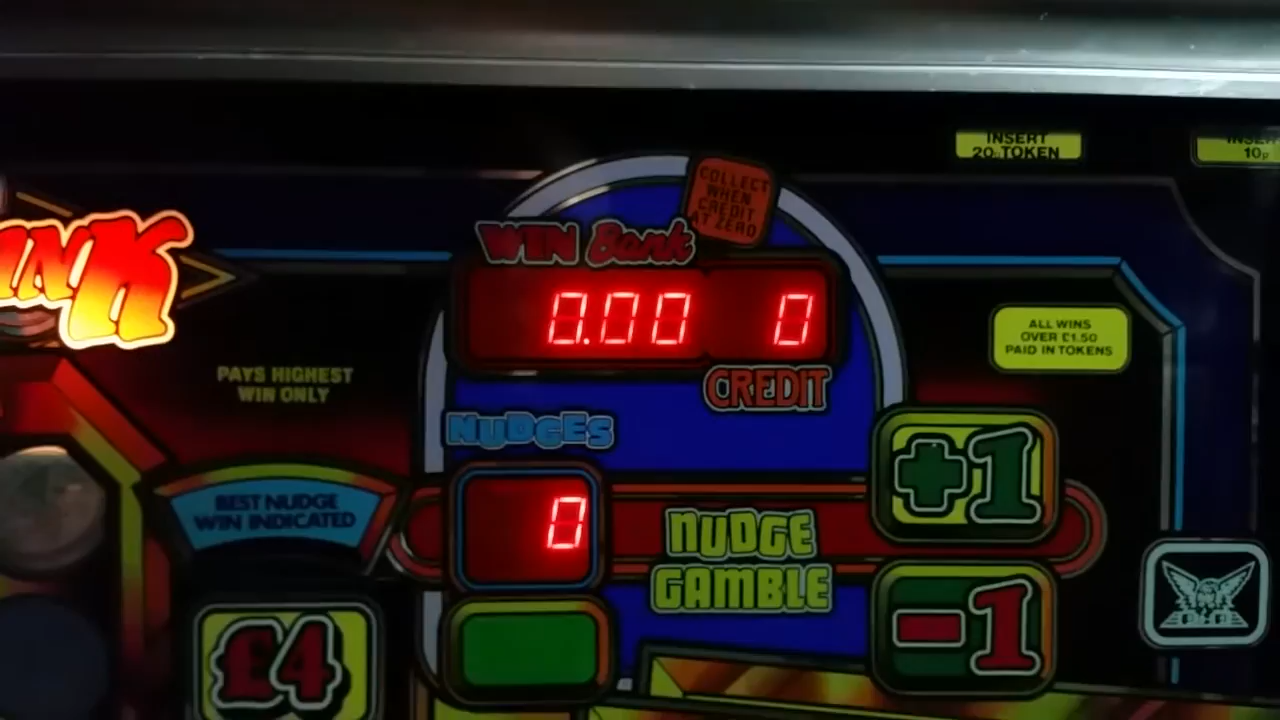 INSERT
20p TOKEN
10p
COLLECT
WHEN
CREDIT
AT ZERO
WIN Bank
0.00 0
CREDIT
ALL WINS
OVER £1.50
PAID IN TOKENS
PAYS HIGHEST
WIN ONLY
NUDGES
0
BEST NUDGE
WIN INDICATED
NUDGE
GAMBLE
+1
-1
£4